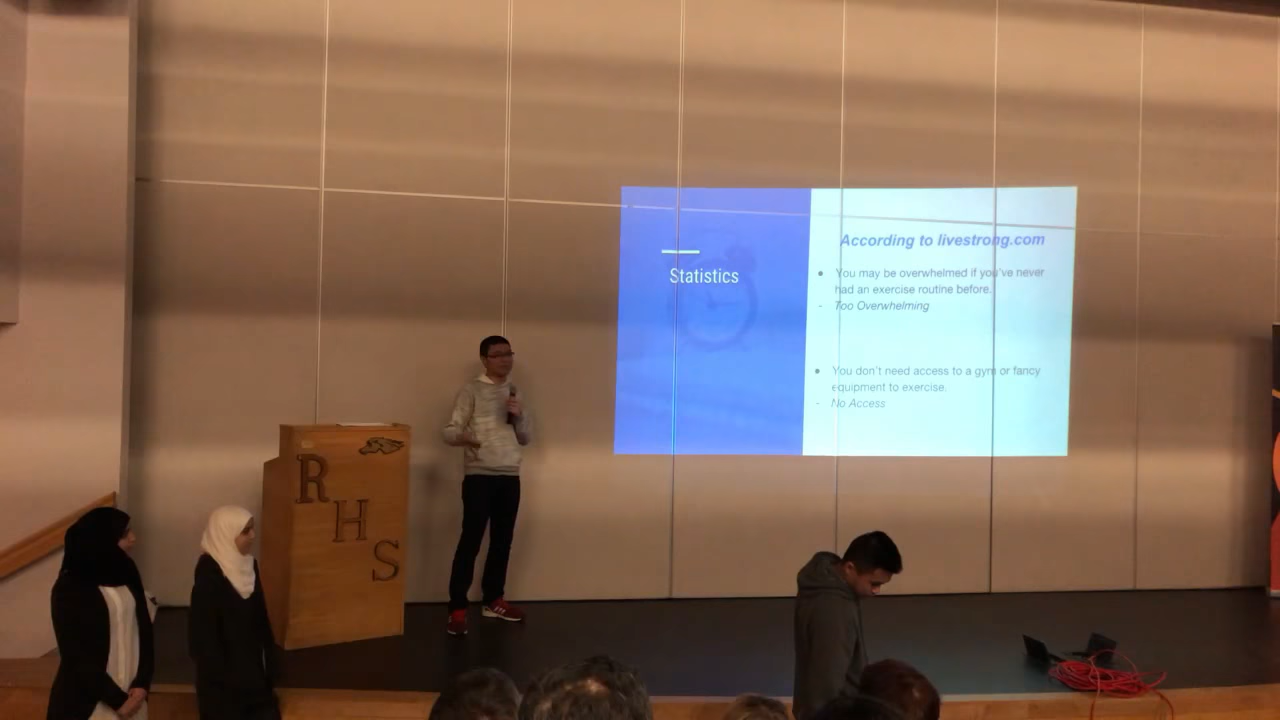 Statistics
According to livestrong.com
● You may be overwhelmed if you've never
had an exercise routine before.
- Too Overwhelming
● You don't need access to a gym or fancy
equipment to exercise.
- No Access
R
H
S